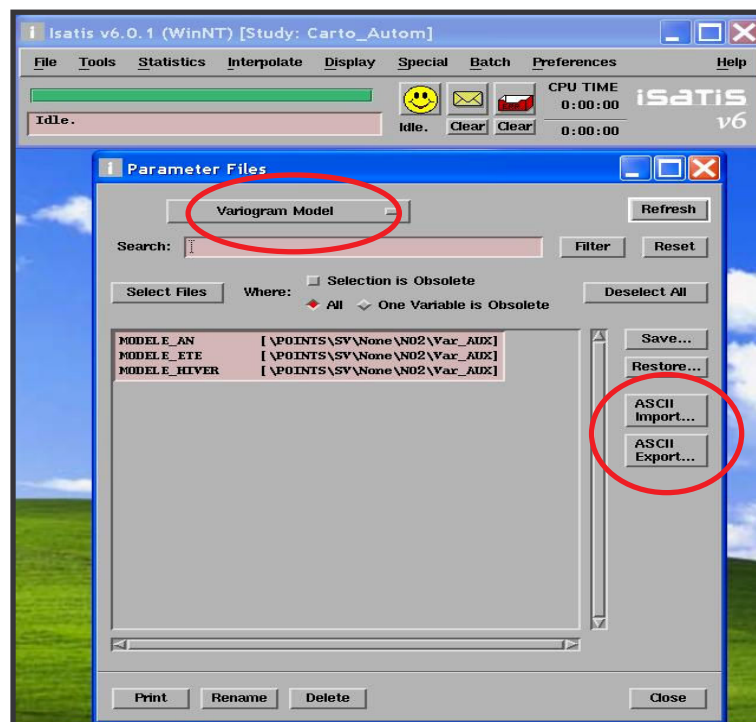 Isatis v6.0.1 (WinNT) [Study: Carto_Autom]
File Tools Statistics Interpolate Display Special Batch Preferences Help
Idle.
Idle.
Clear
Clear
CPU TIME
0:00:00
0:00:00
isatis
v6
Parameter Files
Variogram Model
Refresh
Search:
Filter
Reset
Select Files
Where:
Selection is Obsolete
All
One Variable is Obsolete
Deselect All
MODELE_AN [\POINTS\SV\None\NO2\Var_AUX]
MODELE_ETE [\POINTS\SV\None\NO2\Var_AUX]
MODELE_HIVER [\POINTS\SV\None\NO2\Var_AUX]
Save...
Restore...
ASCII
Import...
ASCII
Export...
Print
Rename
Delete
Close